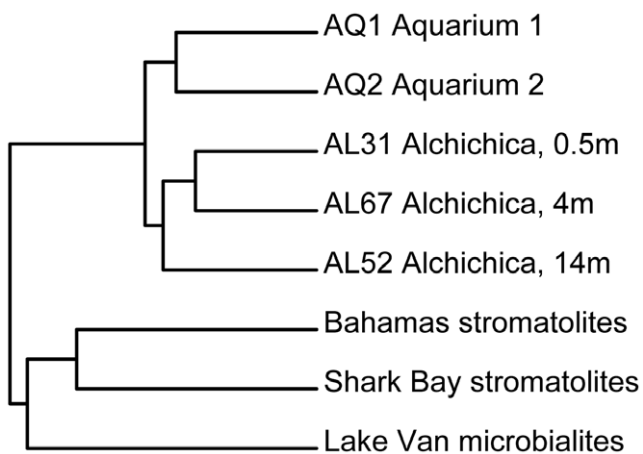 AQ1 Aquarium 1
AQ2 Aquarium 2
AL31 Alchichica, 0.5m
AL67 Alchichica, 4m
AL52 Alchichica, 14m
Bahamas stromatolites
Shark Bay stromatolites
Lake Van microbialites